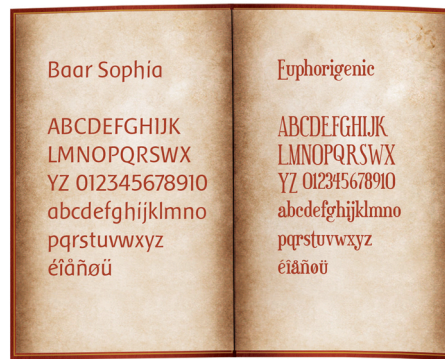 Baar Sophia
ABCDEFGHIJK
LMNOPQRSWX
YZ 012345678910
abcdefghijklmno
pqrstuvwxyz
éîåñøü
Euphorigenic
ABCDEFGHIJK
LMNOPQRSWX
YZ 012345678910
abcdefghijklmno
pqrstuvwxyz
éîåñøü